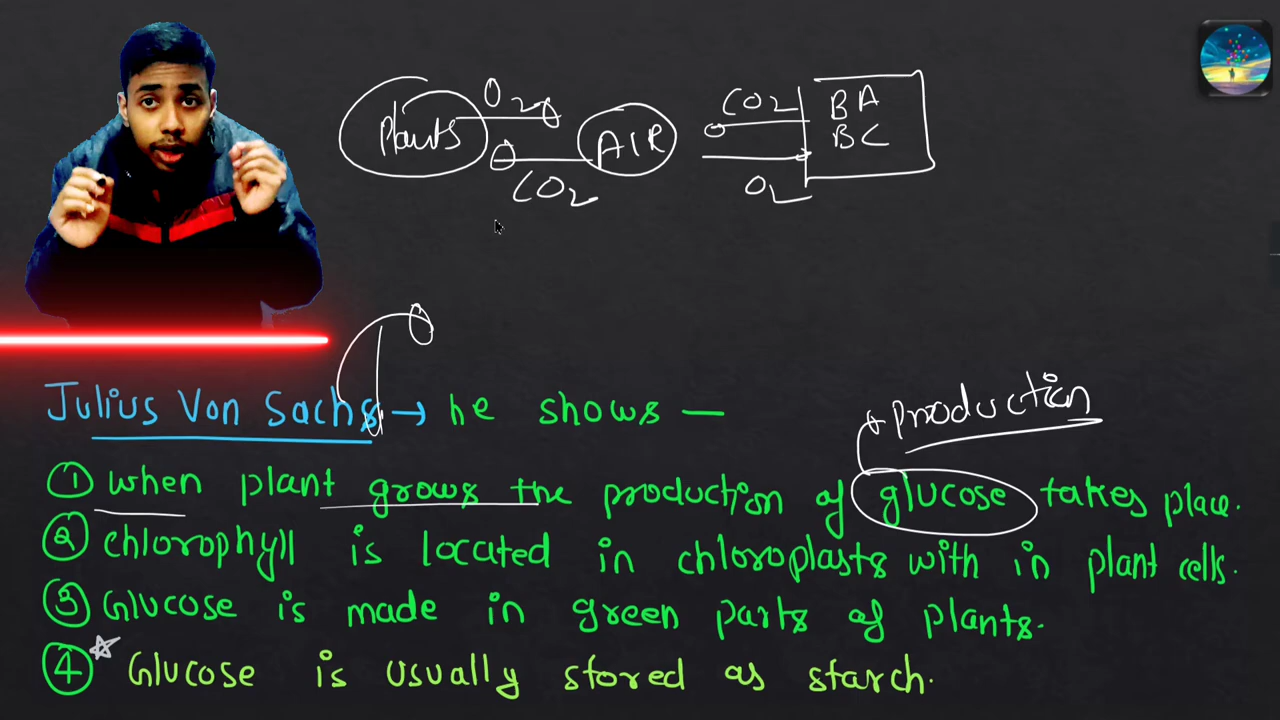 O2 CO2 BA
Plants AIR BC
CO2 O2
+ Production
Julius Von Sachs → he shows —
① when plant grows the production of glucose takes place.
② chlorophyll is located in chloroplasts with in plant cells.
③ Glucose is made in green parts of plants.
④ ☆ Glucose is usually stored as starch.